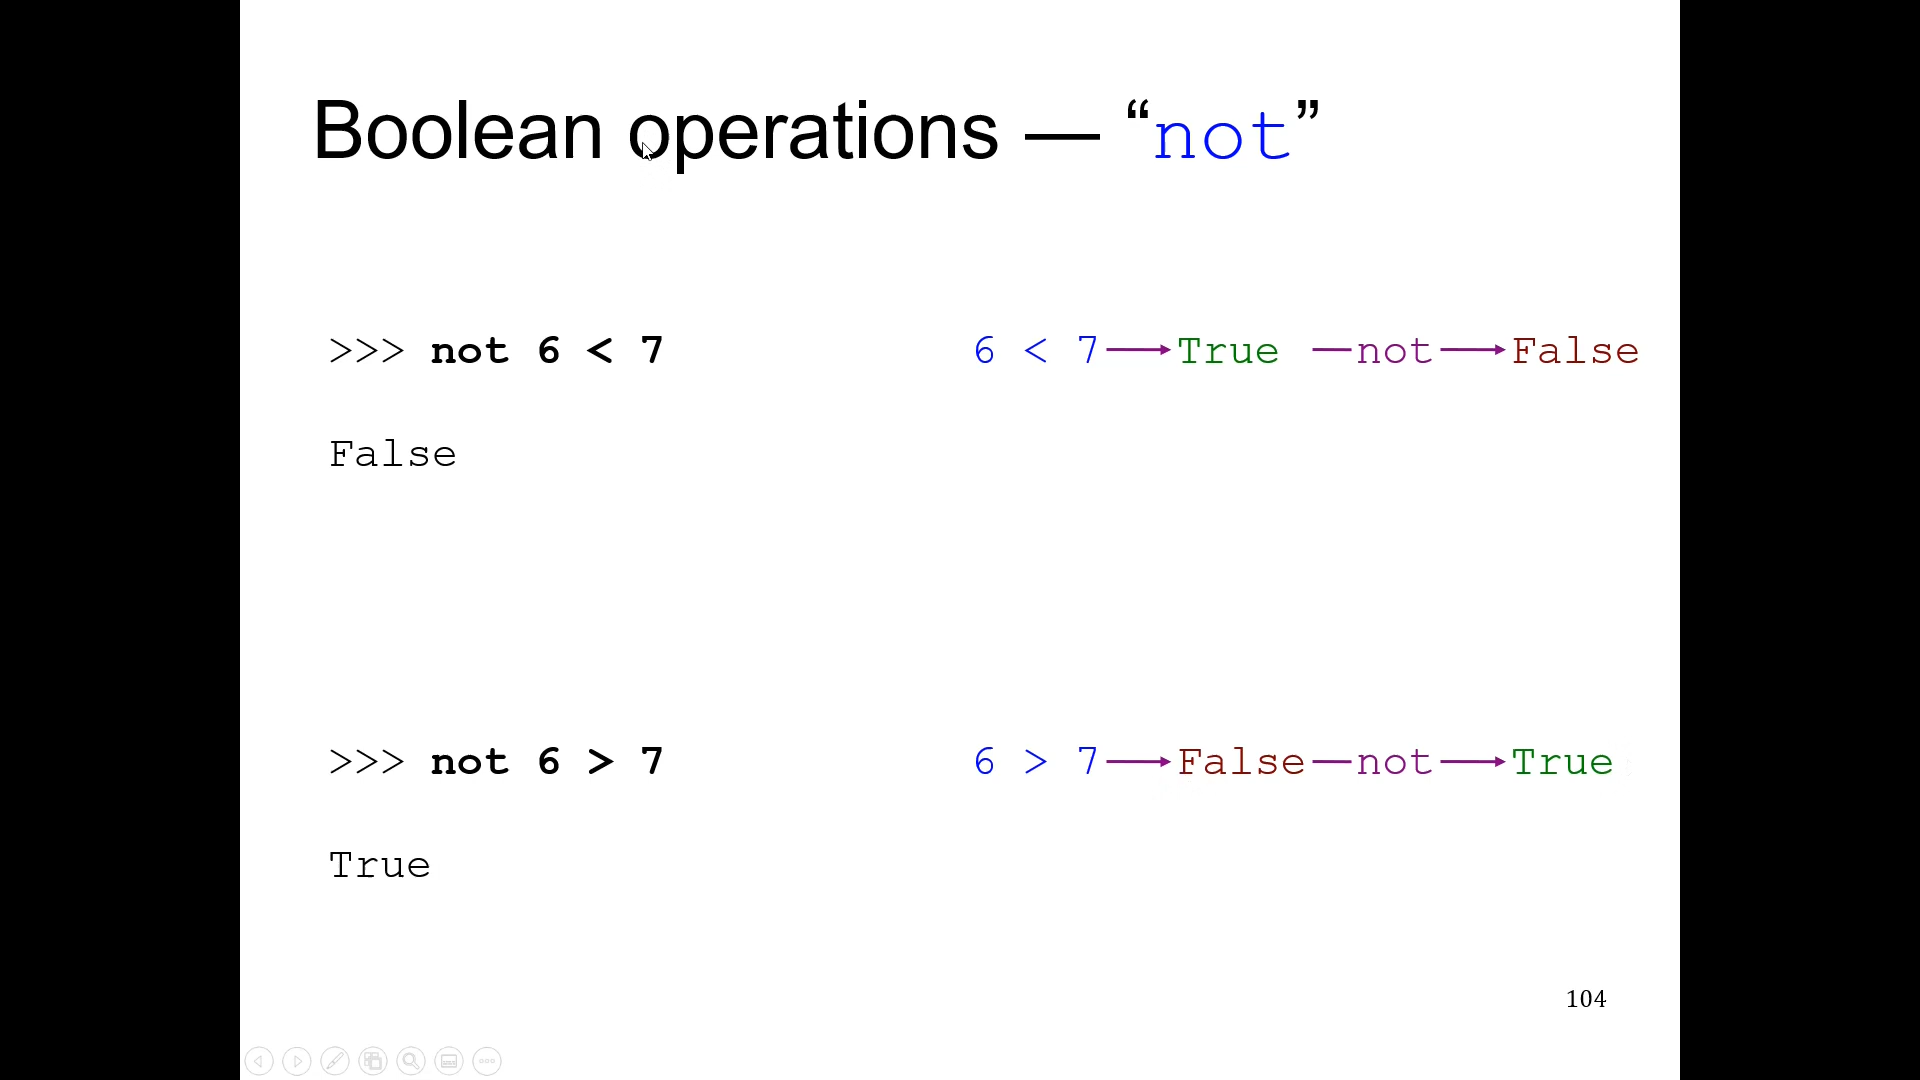 Boolean operations — “not”
>>> not 6 < 7 6 < 7 True not False
False
>>> not 6 > 7 6 > 7 False not True
True
104